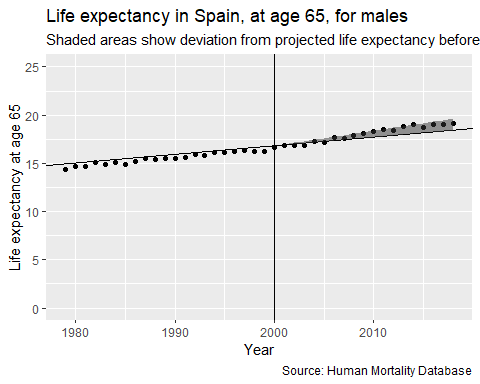 Life expectancy in Spain, at age 65, for males
Shaded areas show deviation from projected life expectancy before
Life expectancy at age 65
25
20
15
10
5
0
1980 1990 2000 2010
Year
Source: Human Mortality Database